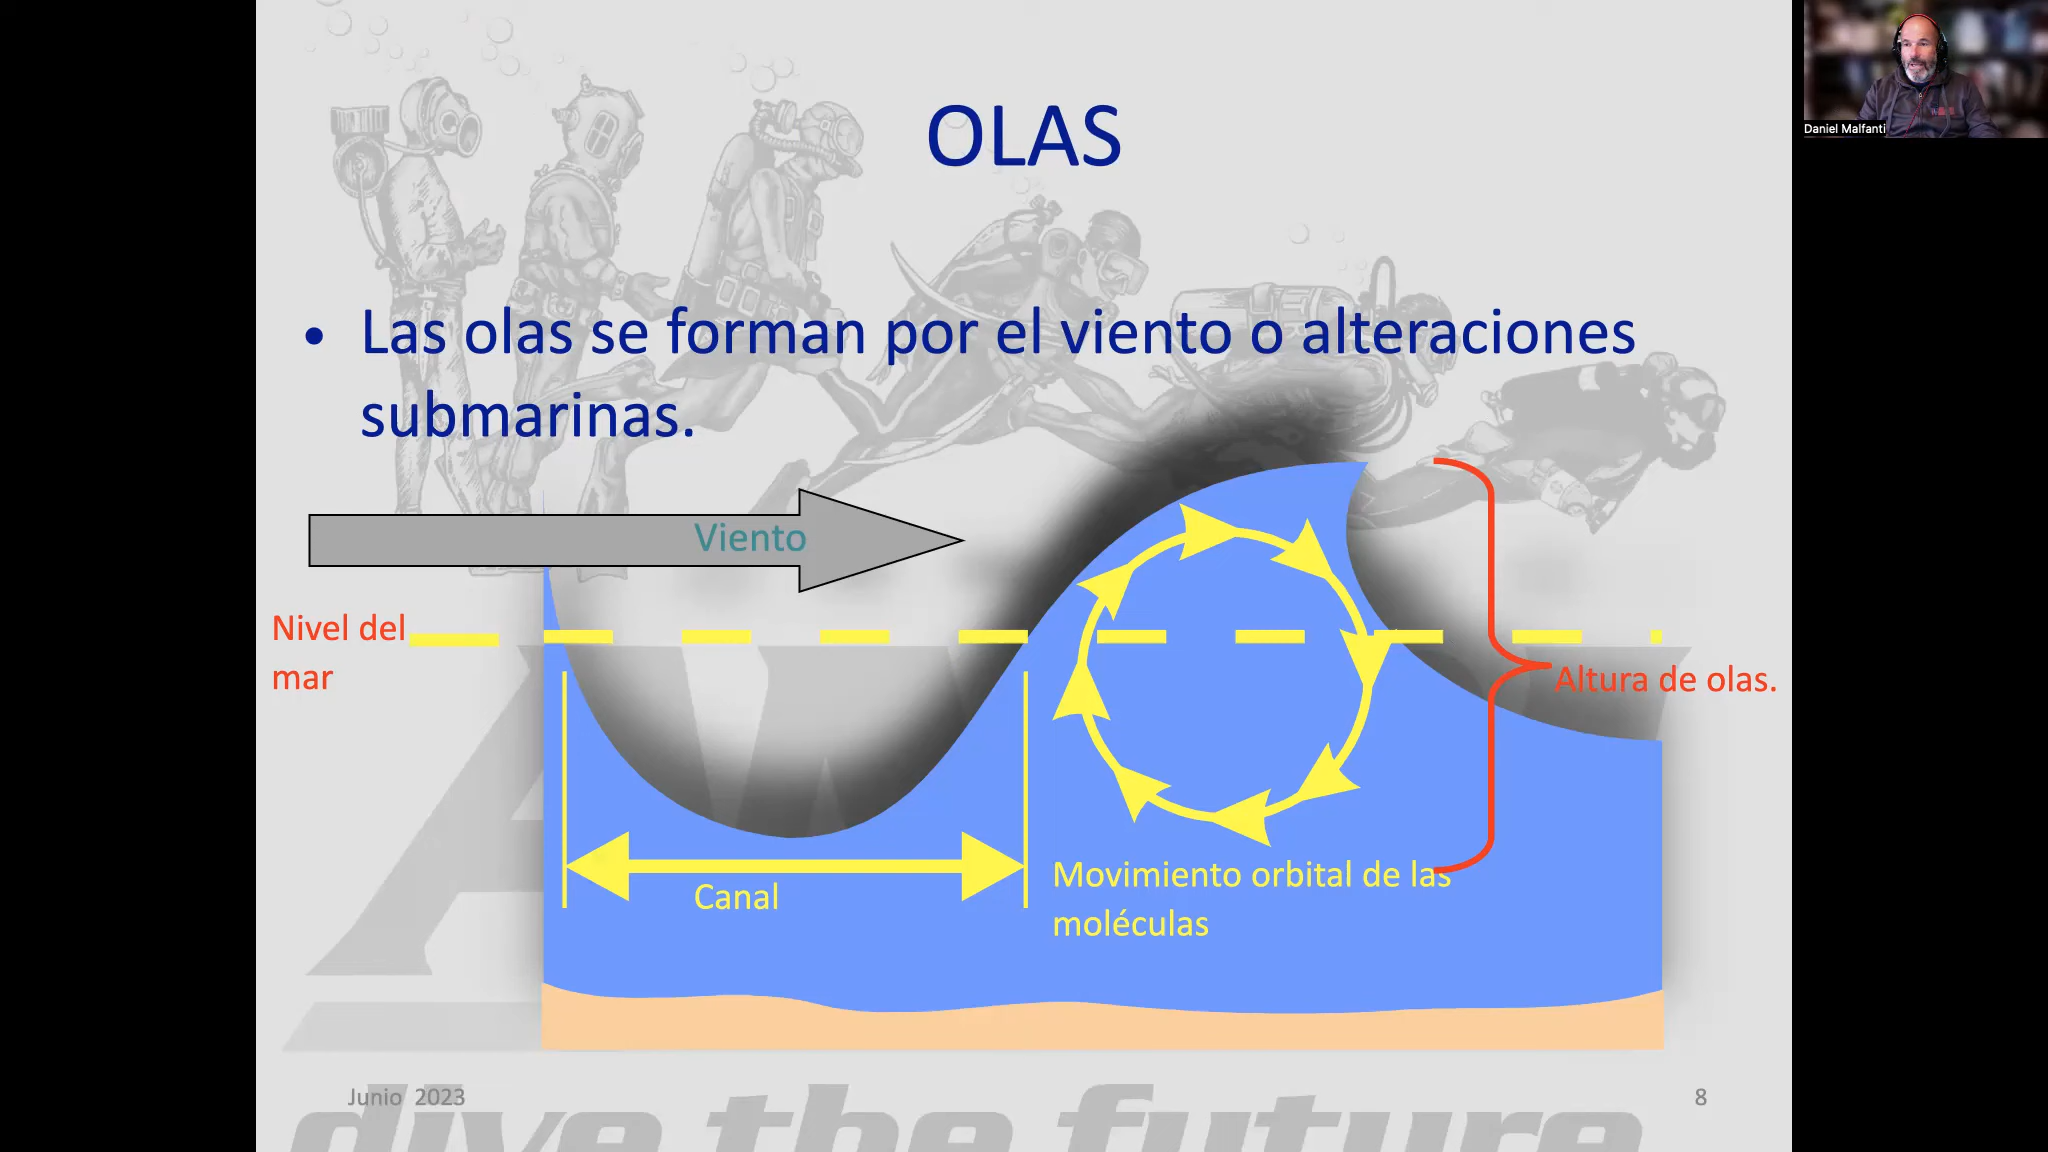 Daniel Malfanti
OLAS
• Las olas se forman por el viento o alteraciones
submarinas.
Viento
Nivel del
mar
Altura de olas.
Canal
Movimiento orbital de las
moléculas
Junio 2023
8
dive the future